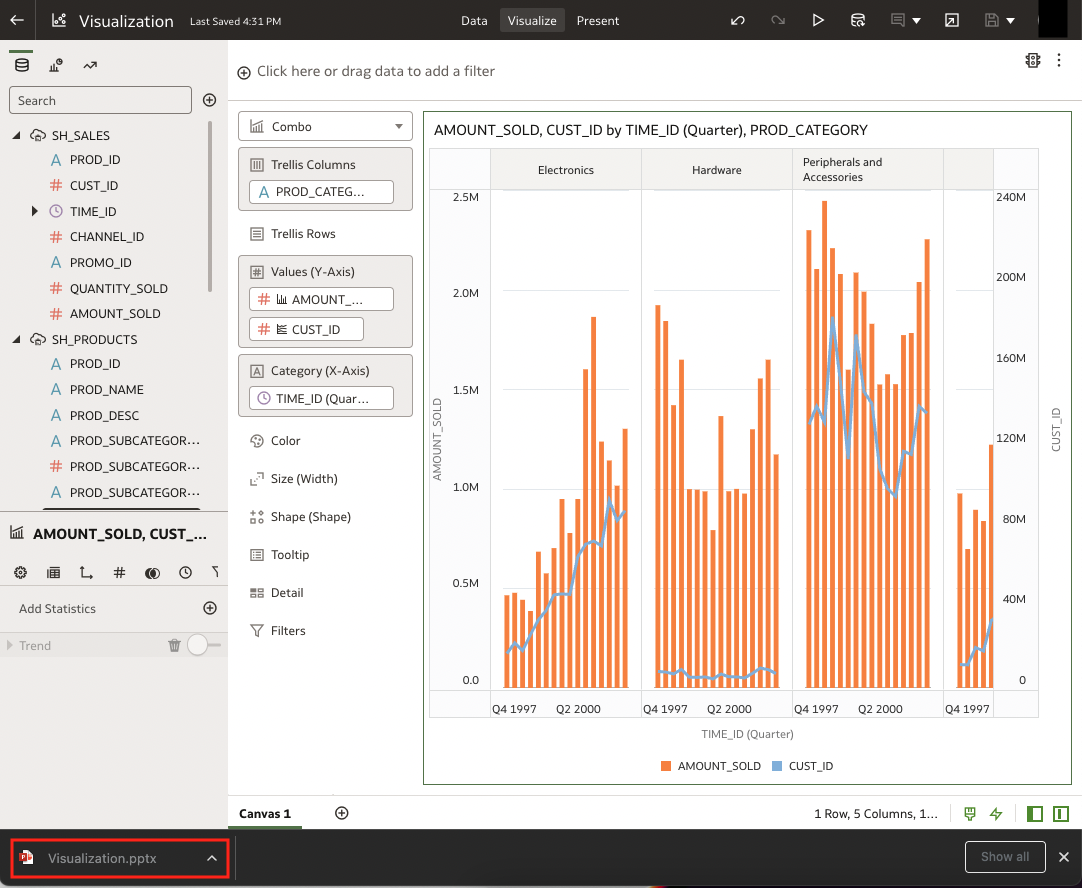 Visualization
Last Saved 4:31 PM
Data
Visualize
Present
Search
SH_SALES
PROD_ID
CUST_ID
TIME_ID
CHANNEL_ID
PROMO_ID
QUANTITY_SOLD
AMOUNT_SOLD
SH_PRODUCTS
PROD_ID
PROD_NAME
PROD_DESC
PROD_SUBCATEGOR...
PROD_SUBCATEGOR...
PROD_SUBCATEGOR...
AMOUNT_SOLD, CUST_...
Add Statistics
Trend
Click here or drag data to add a filter
Combo
Trellis Columns
PROD_CATEG...
Trellis Rows
Values (Y-Axis)
AMOUNT_...
CUST_ID
Category (X-Axis)
TIME_ID (Quar...
Color
Size (Width)
Shape (Shape)
Tooltip
Detail
Filters
AMOUNT_SOLD, CUST_ID by TIME_ID (Quarter), PROD_CATEGORY
Electronics
Hardware
Peripherals and
Accessories
2.5M
2.0M
1.5M
1.0M
0.5M
0.0
AMOUNT_SOLD
240M
200M
160M
120M
80M
40M
0
CUST_ID
Q4 1997
Q2 2000
Q4 1997
Q2 2000
Q4 1997
Q2 2000
Q4 1997
TIME_ID (Quarter)
AMOUNT_SOLD
CUST_ID
Canvas 1
1 Row, 5 Columns, 1...
Visualization.pptx
Show all